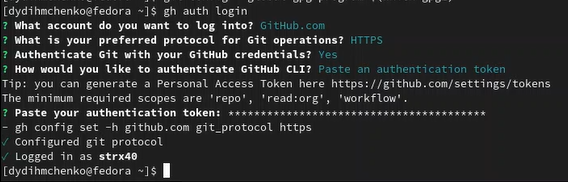 [dydihmchenko@fedora ~]$ gh auth login
? What account do you want to log into? GitHub.com
? What is your preferred protocol for Git operations? HTTPS
? Authenticate Git with your GitHub credentials? Yes
? How would you like to authenticate GitHub CLI? Paste an authentication token
Tip: you can generate a Personal Access Token here https://github.com/settings/tokens
The minimum required scopes are 'repo', 'read:org', 'workflow'.
? Paste your authentication token: ****************************************
- gh config set -h github.com git_protocol https
✓ Configured git protocol
✓ Logged in as strx40
[dydihmchenko@fedora ~]$